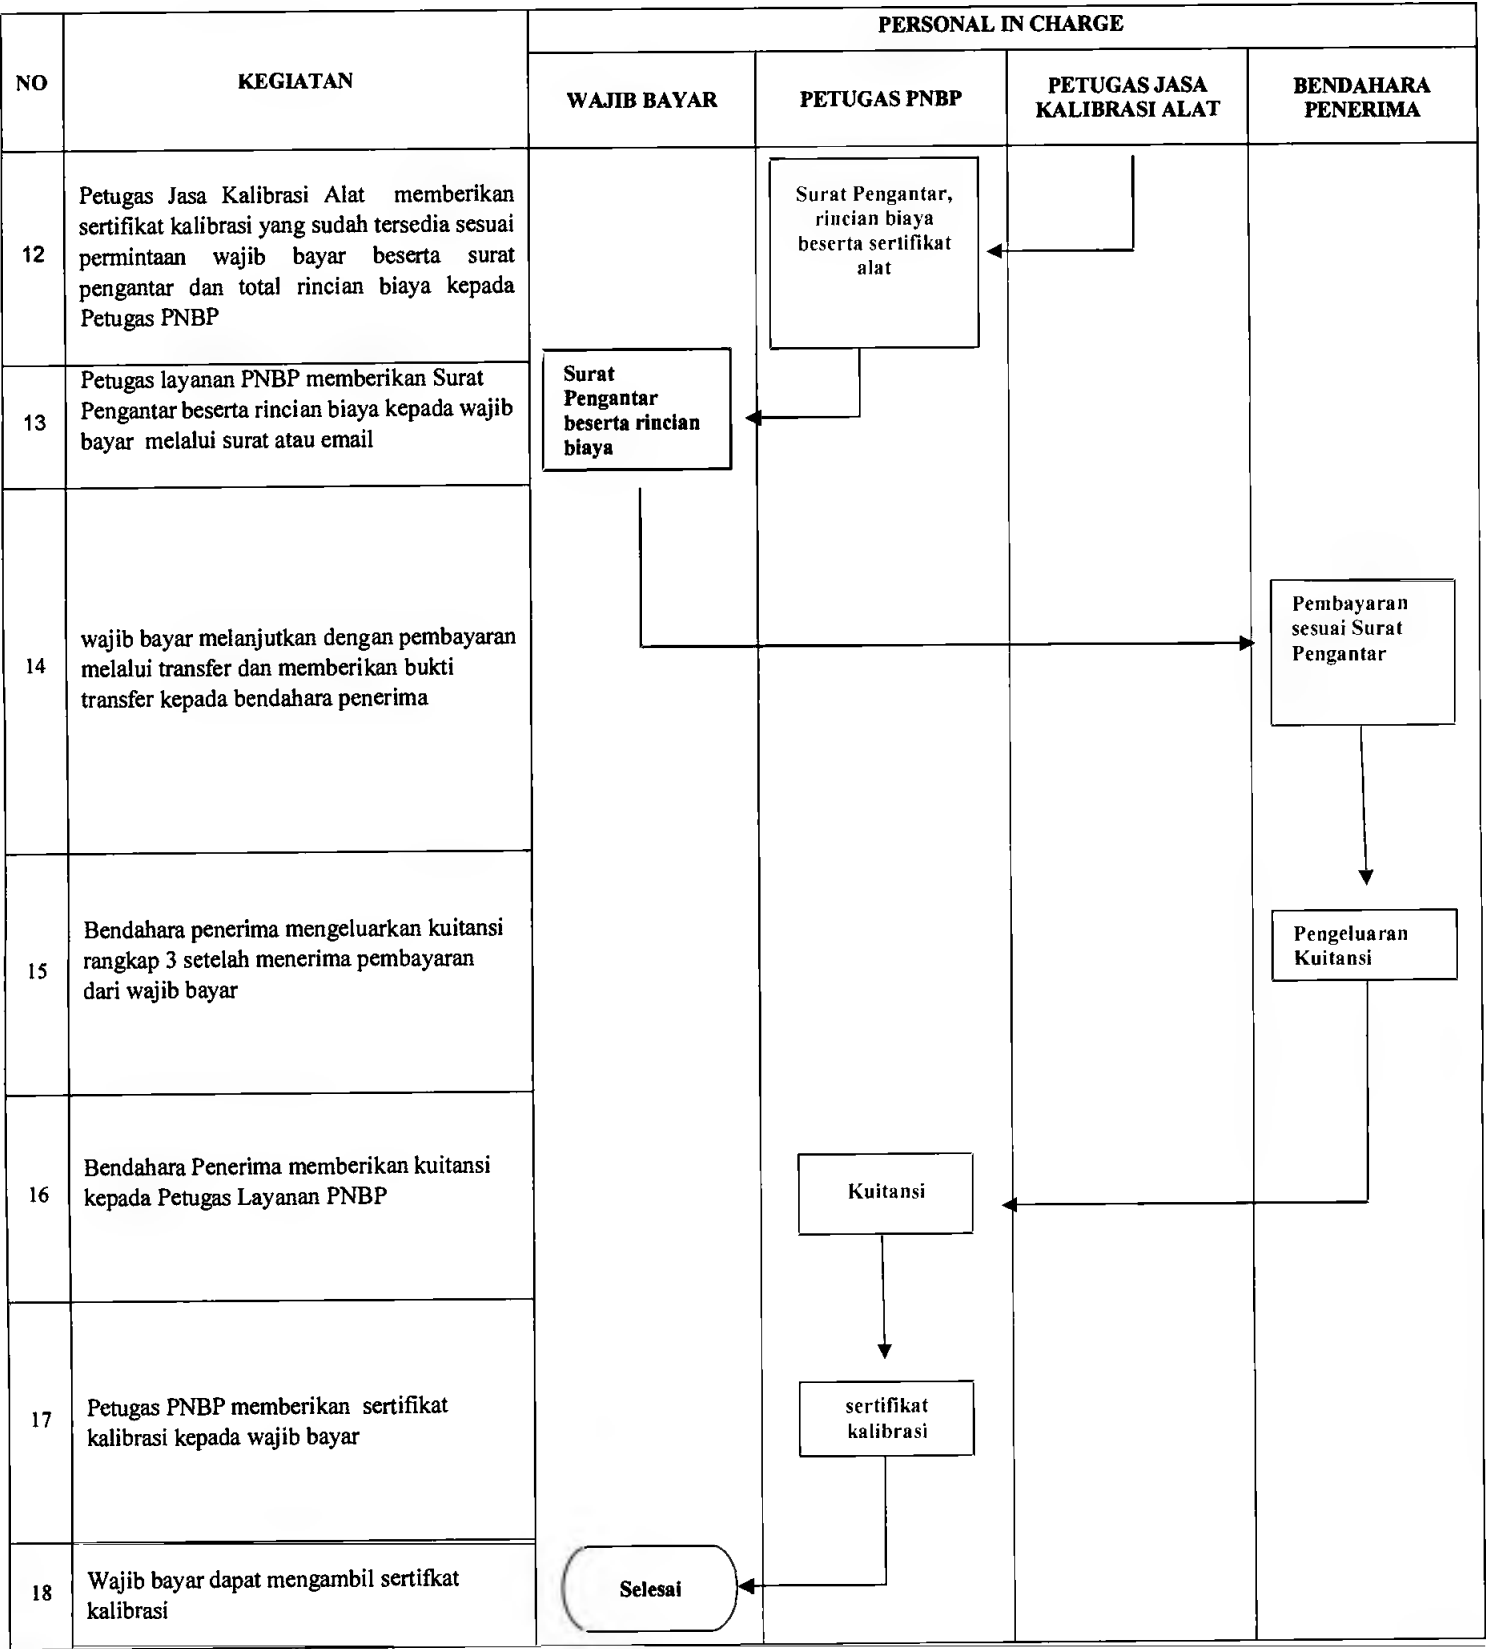 PERSONAL IN CHARGE
NO
KEGIATAN
WAJIB BAYAR
PETUGAS PNBP
PETUGAS JASA
KALIBRASI ALAT
BENDAHARA
PENERIMA
12
Petugas Jasa Kalibrasi Alat memberikan
sertifikat kalibrasi yang sudah tersedia sesuai
permintaan wajib bayar beserta surat
pengantar dan total rincian biaya kepada
Petugas PNBP
Surat Pengantar,
rincian biaya
beserta sertifikat
alat
13
Petugas layanan PNBP memberikan Surat
Pengantar beserta rincian biaya kepada wajib
bayar melalui surat atau email
Surat
Pengantar
beserta rincian
biaya
14
wajib bayar melanjutkan dengan pembayaran
melalui transfer dan memberikan bukti
transfer kepada bendahara penerima
Pembayaran
sesuai Surat
Pengantar
15
Bendahara penerima mengeluarkan kuitansi
rangkap 3 setelah menerima pembayaran
dari wajib bayar
Pengeluaran
Kuitansi
16
Bendahara Penerima memberikan kuitansi
kepada Petugas Layanan PNBP
Kuitansi
17
Petugas PNBP memberikan sertifikat
kalibrasi kepada wajib bayar
sertifikat
kalibrasi
18
Wajib bayar dapat mengambil sertifkat
kalibrasi
Selesai